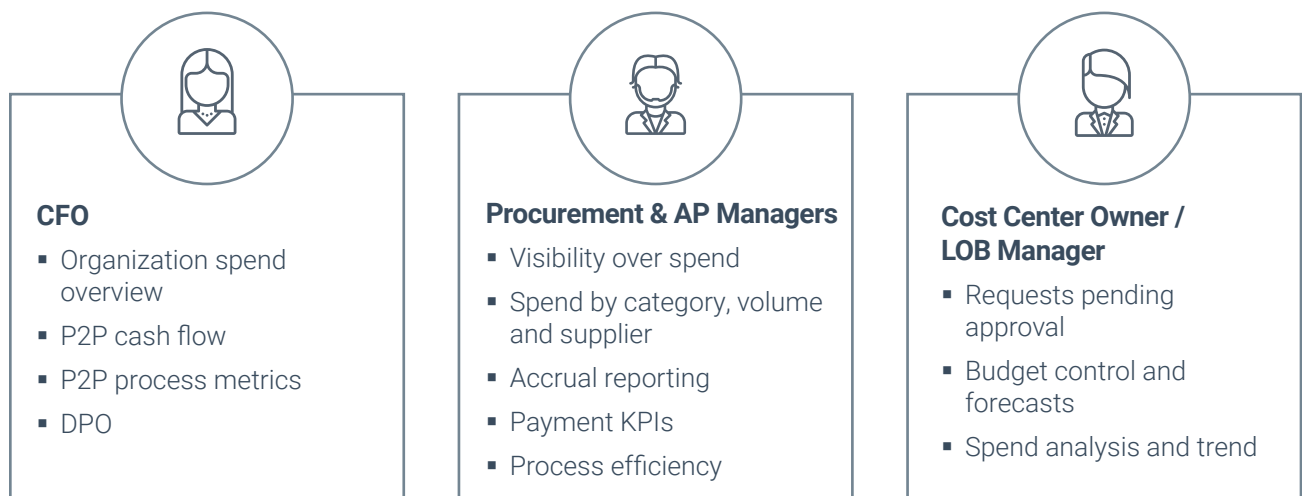 CFO
▪ Organization spend
overview
▪ P2P cash flow
▪ P2P process metrics
▪ DPO
Procurement & AP Managers
▪ Visibility over spend
▪ Spend by category, volume
and supplier
▪ Accrual reporting
▪ Payment KPIs
▪ Process efficiency
Cost Center Owner /
LOB Manager
▪ Requests pending
approval
▪ Budget control and
forecasts
▪ Spend analysis and trend